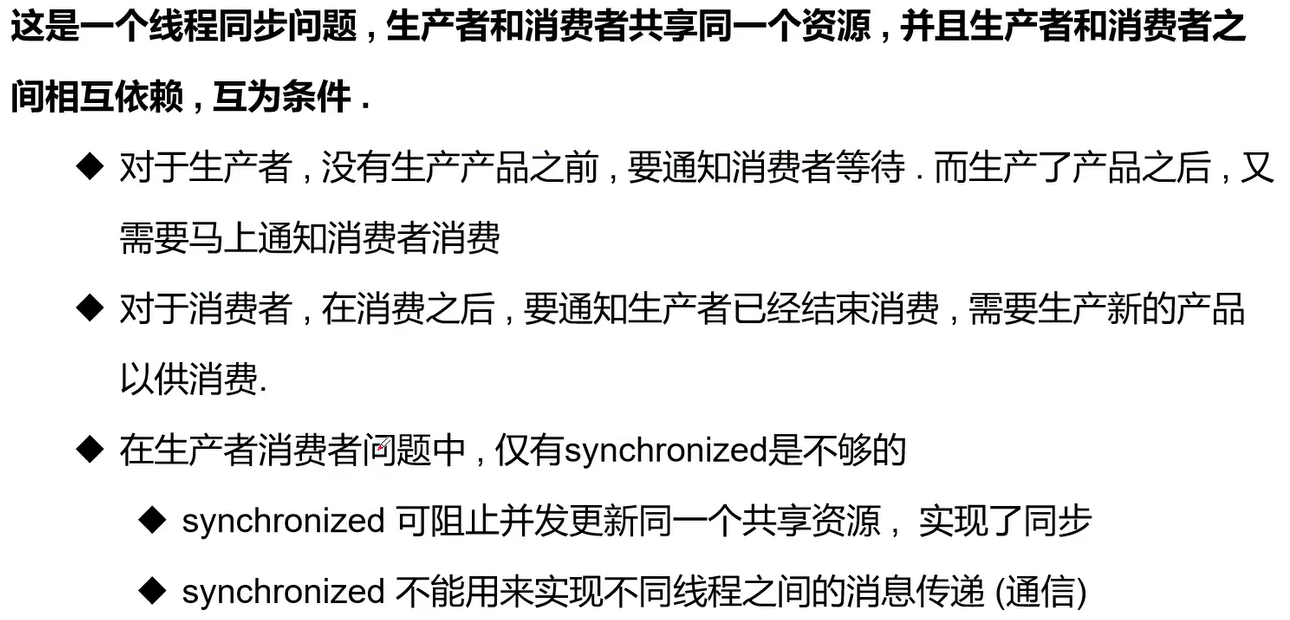 这是一个线程同步问题 , 生产者和消费者共享同一个资源 , 并且生产者和消费者之
间相互依赖 , 互为条件 .
◆ 对于生产者 , 没有生产产品之前 , 要通知消费者等待 . 而生产了产品之后 , 又
需要马上通知消费者消费
◆ 对于消费者 , 在消费之后 , 要通知生产者已经结束消费 , 需要生产新的产品
以供消费.
◆ 在生产者消费者问题中 , 仅有synchronized是不够的
◆ synchronized 可阻止并发更新同一个共享资源 , 实现了同步
◆ synchronized 不能用来实现不同线程之间的消息传递 (通信)